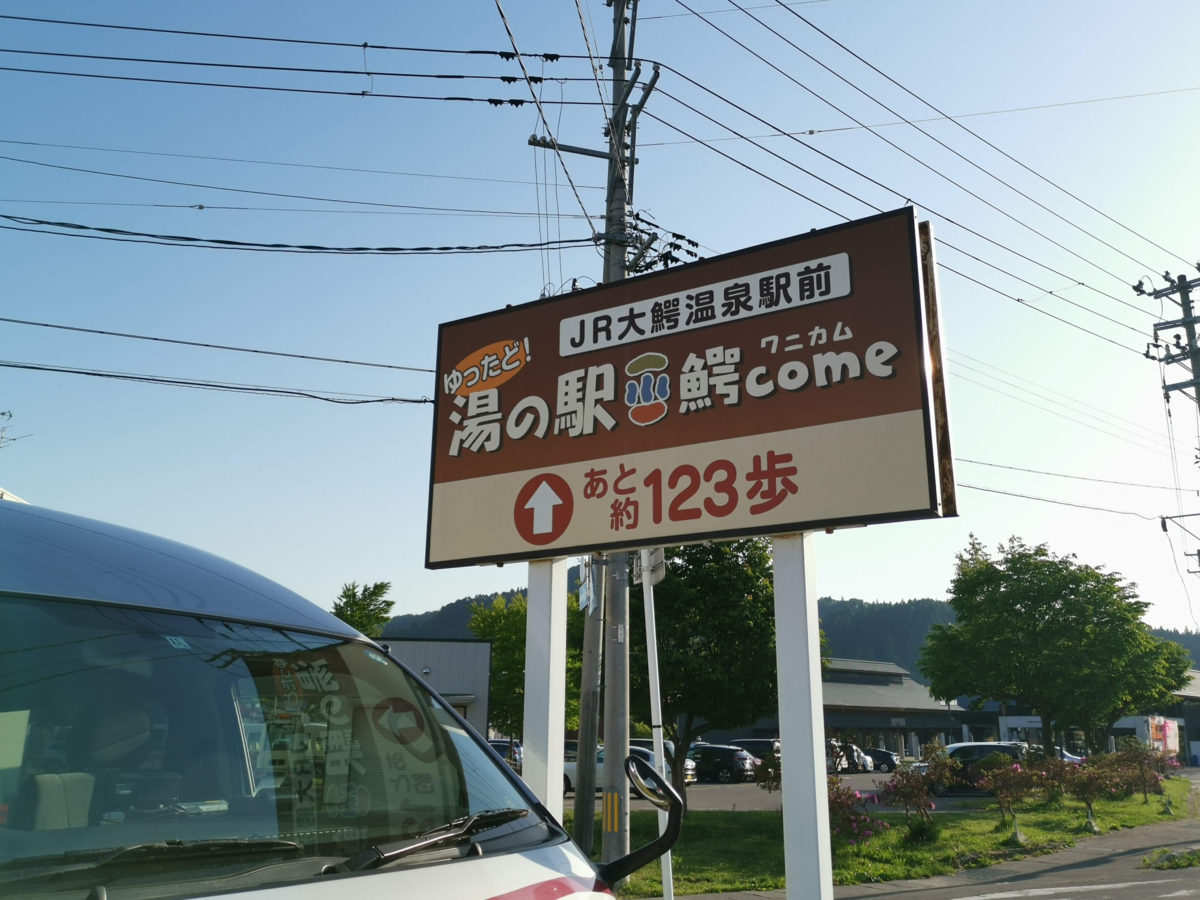 JR大鰐温泉駅前
ゆったど!
ワニカム
湯の駅 鰐come
あと
約123歩